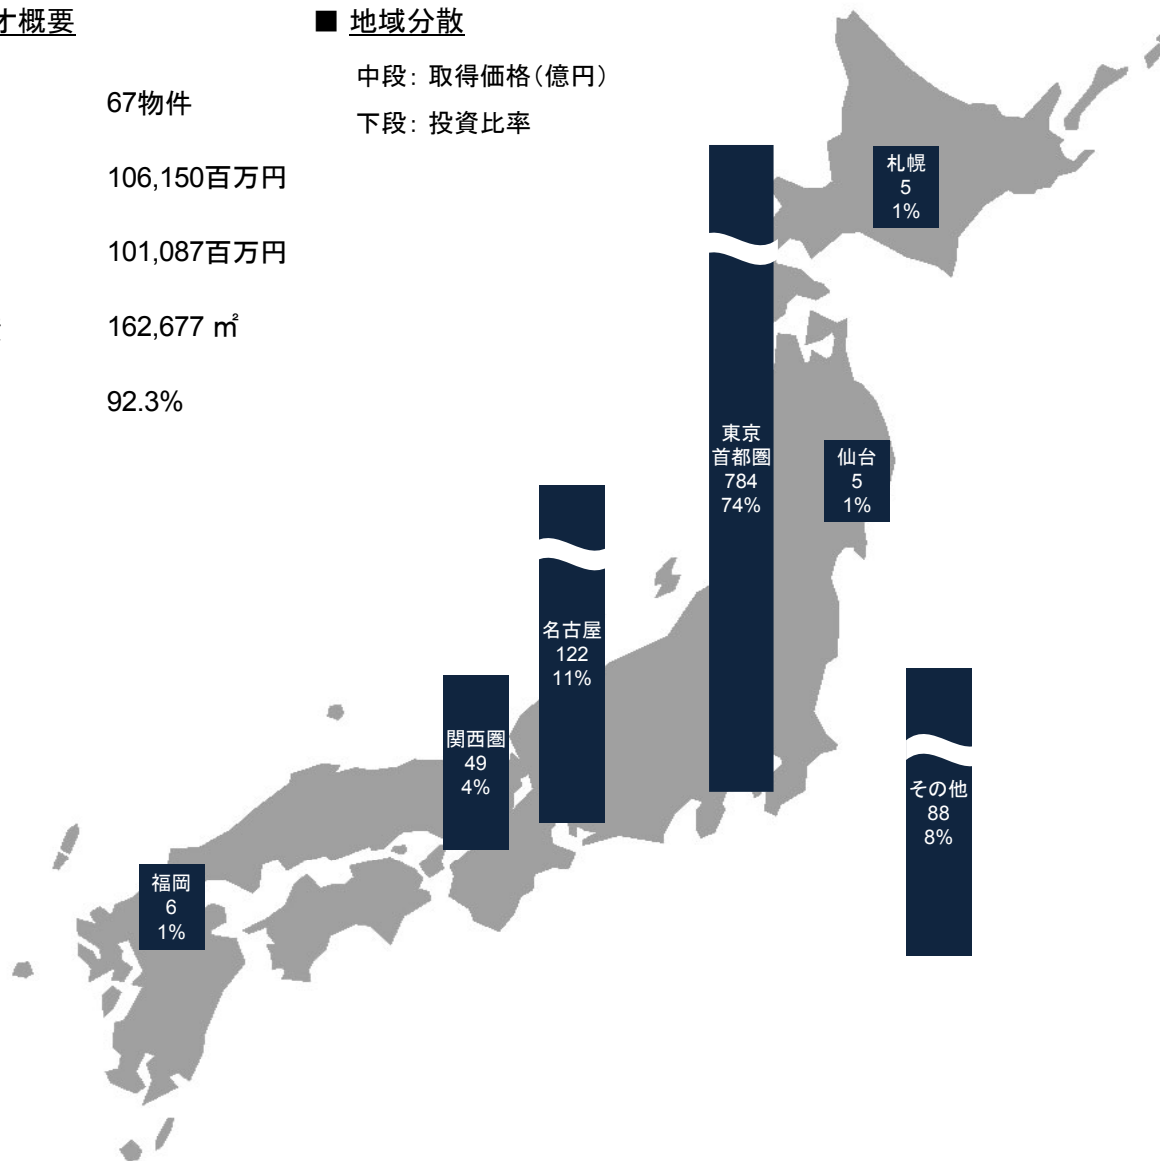 オ概要
67物件
106,150百万円
101,087百万円
162,677 ㎡
92.3%
■ 地域分散
中段: 取得価格(億円)
下段: 投資比率
札幌
5
1%
東京
首都圏
784
74%
仙台
5
1%
名古屋
122
11%
関西圏
49
4%
その他
88
8%
福岡
6
1%